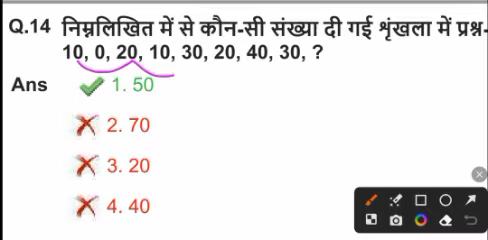 Q.14 निम्नलिखित में से कौन-सी संख्या दी गई शृंखला में प्रश्न-
10, 0, 20, 10, 30, 20, 40, 30, ?
Ans 1. 50
2. 70
3. 20
4. 40